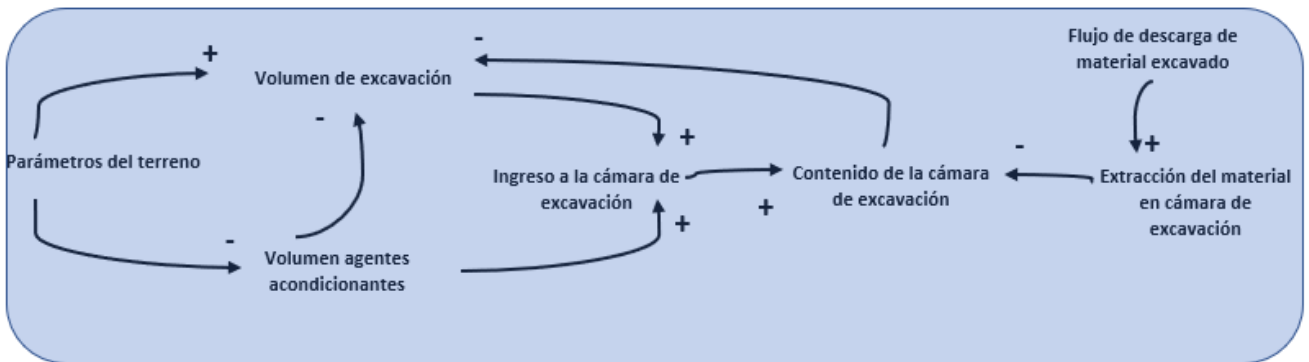 Flujo de descarga de
material excavado
+
-
Volumen de excavación
-
+
-
+
Parámetros del terreno
Ingreso a la cámara de
excavación
Contenido de la cámara
de excavación
Extracción del material
en cámara de
excavación
+
+
-
Volumen agentes
acondicionantes